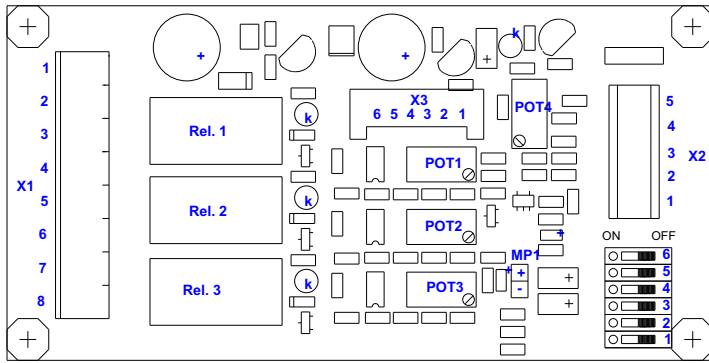 X1
1
2
3
4
5
6
7
8
+
+
k
+
Rel. 1
Rel. 2
Rel. 3
k
k
k
X3
6 5 4 3 2 1
POT4
POT1
POT2
POT3
MP1
+
+
-
+
+
+
X2
5
4
3
2
1
ON OFF
6
5
4
3
2
1